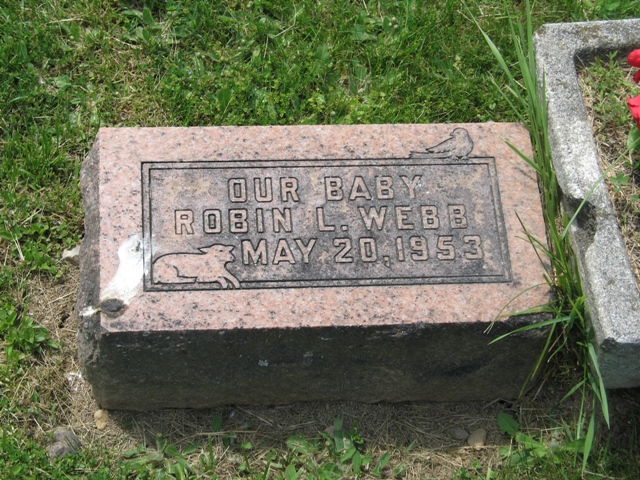 OUR BABY
ROBIN L. WEBB
MAY 20, 1953